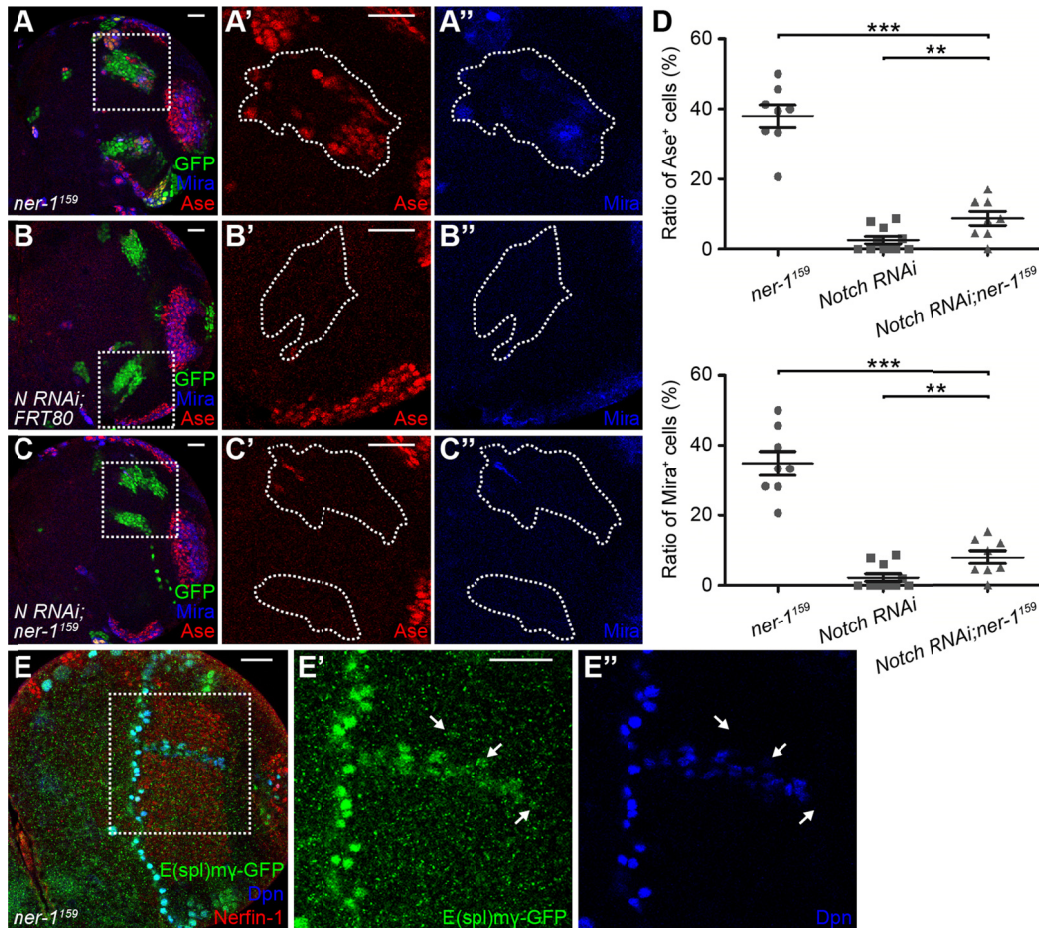 A
GFP
Mira
Ase
ner-1¹⁵⁹
A'
Ase
A"
Mira
B
GFP
Mira
Ase
N RNAi;
FRT80
B'
Ase
B"
Mira
C
GFP
Mira
Ase
N RNAi;
ner-1¹⁵⁹
C'
Ase
C"
Mira
D
***
**
Ratio of Ase⁺ cells (%)
60
40
20
0
ner-1¹⁵⁹
Notch RNAi
Notch RNAi;ner-1¹⁵⁹
***
**
Ratio of Mira⁺ cells (%)
60
40
20
0
ner-1¹⁵⁹
Notch RNAi
Notch RNAi;ner-1¹⁵⁹
E
E(spl)mγ-GFP
Dpn
Nerfin-1
ner-1¹⁵⁹
E'
E(spl)mγ-GFP
E"
Dpn